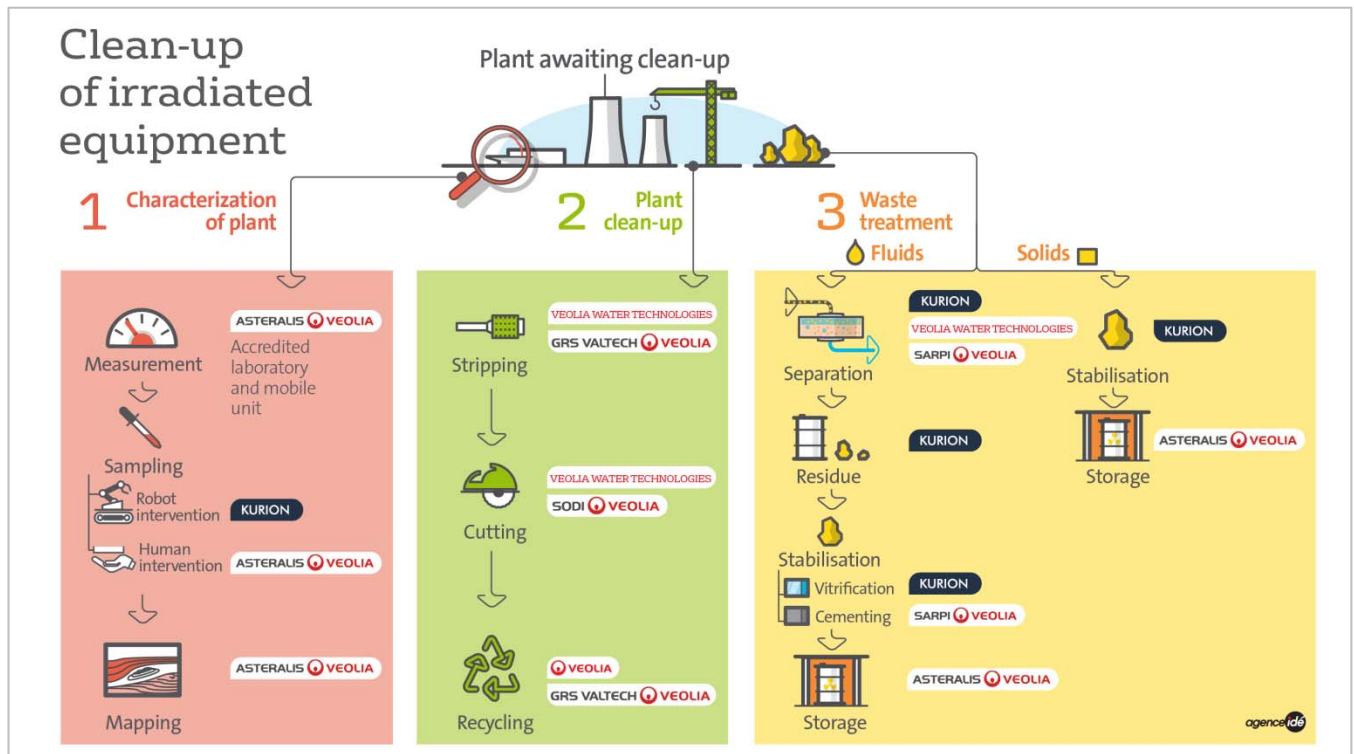 Clean-up
of irradiated
equipment
Plant awaiting clean-up
1
Characterization
of plant
Measurement
ASTERALIS VEOLIA
Accredited
laboratory
and mobile
unit
Sampling
Robot
intervention
KURION
Human
intervention
ASTERALIS VEOLIA
Mapping
ASTERALIS VEOLIA
2
Plant
clean-up
Stripping
VEOLIA WATER TECHNOLOGIES
GRS VALTECH VEOLIA
Cutting
VEOLIA WATER TECHNOLOGIES
SODI VEOLIA
Recycling
VEOLIA
GRS VALTECH VEOLIA
3
Waste
treatment
Fluids
Separation
KURION
VEOLIA WATER TECHNOLOGIES
SARPI VEOLIA
Residue
KURION
Stabilisation
Vitrification
KURION
Cementing
SARPI VEOLIA
Storage
ASTERALIS VEOLIA
Solids
Stabilisation
KURION
Storage
ASTERALIS VEOLIA
agence idé